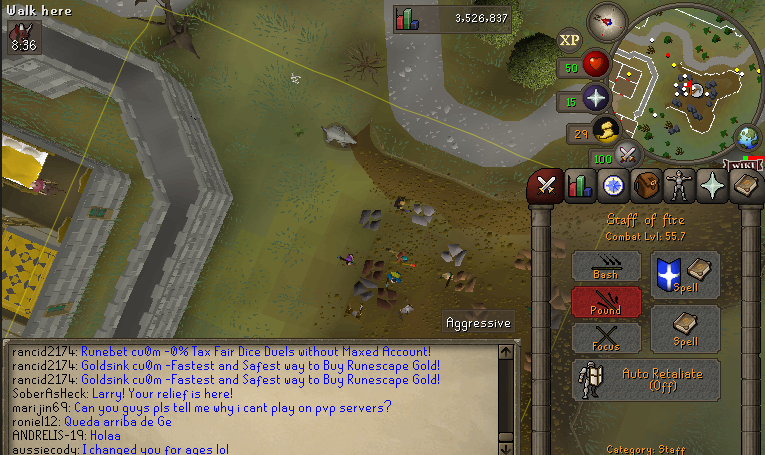 Walk here
8:36
3,526,837
XP
50
15
29
100
WIKI
Staff of fire
Combat Lvl: 55.7
Bash
Spell
Pound
Spell
Focus
Auto Retaliate
(Off)
Category: Staff
Aggressive
rancid2174: Runebet cu0m -0% Tax Fair Dice Duels without Maxed Account!
rancid2174: Goldsink cu0m -Fastest and Safest way to Buy Runescape Gold!
rancid2174: Goldsink cu0m -Fastest and Safest way to Buy Runescape Gold!
SoberAsHeck: Larry! Your relief is here!
marijin69: Can you guys pls tell me why i cant play on pvp servers?
roniel12: Queda arriba de Ge
ANDRELIS-19: Holaa
aussiecody: I changed you for ages lol